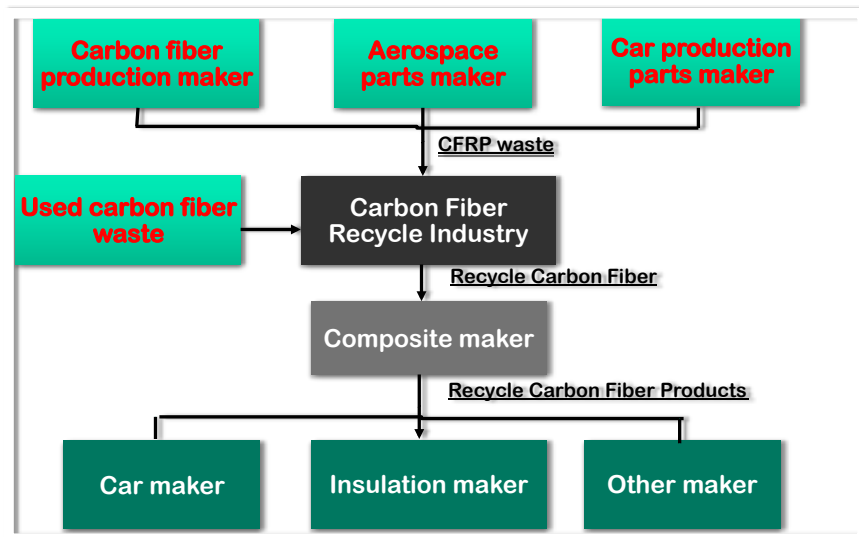 Carbon fiber
production maker
Aerospace
parts maker
Car production
parts maker
CFRP waste
Used carbon fiber
waste
Carbon Fiber
Recycle Industry
Recycle Carbon Fiber
Composite maker
Recycle Carbon Fiber Products
Car maker
Insulation maker
Other maker